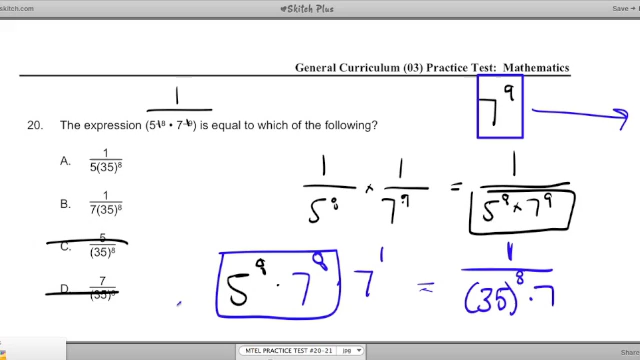 skitch.com
Skitch Plus
General Curriculum (03) Practice Test: Mathematics
1
7⁹
20. The expression (5⁻⁸ • 7⁻⁹) is equal to which of the following?
A. 1/5(35)⁸
B. 1/7(35)⁸
C. 5/(35)⁸
D. 7/(35)⁸
1/5⁸ × 1/7⁹ = 1/5⁸ × 7⁹
5⁸ · 7⁸ · 7¹ = 1/(35)⁸ · 7
MTEL PRACTICE TEST #20-21 jpg